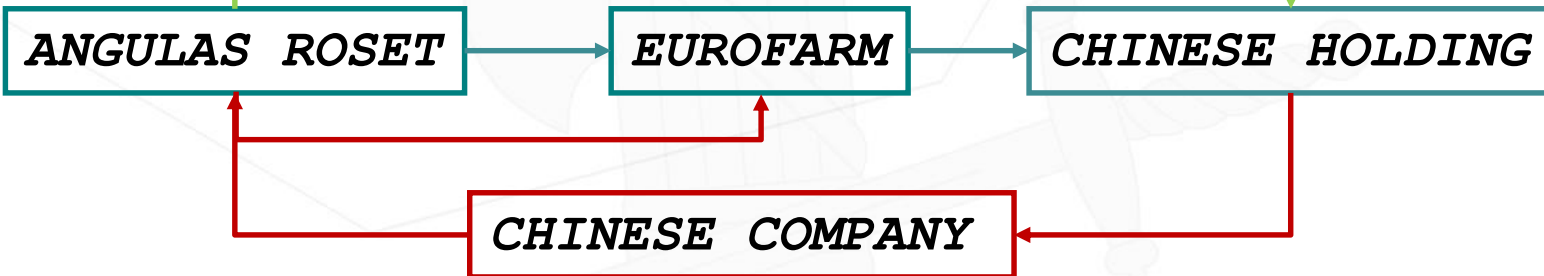 ANGULAS ROSET
EUROFARM
CHINESE HOLDING
CHINESE COMPANY